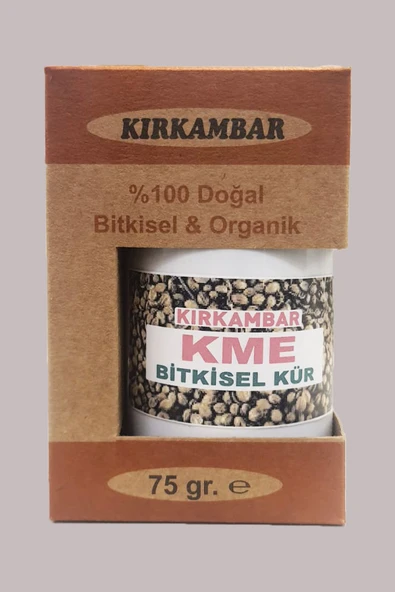 KIRKAMBAR
%100 Doğal
Bitkisel & Organik
KIRKAMBAR
KME
BİTKİSEL KÜR
75 gr. ℮